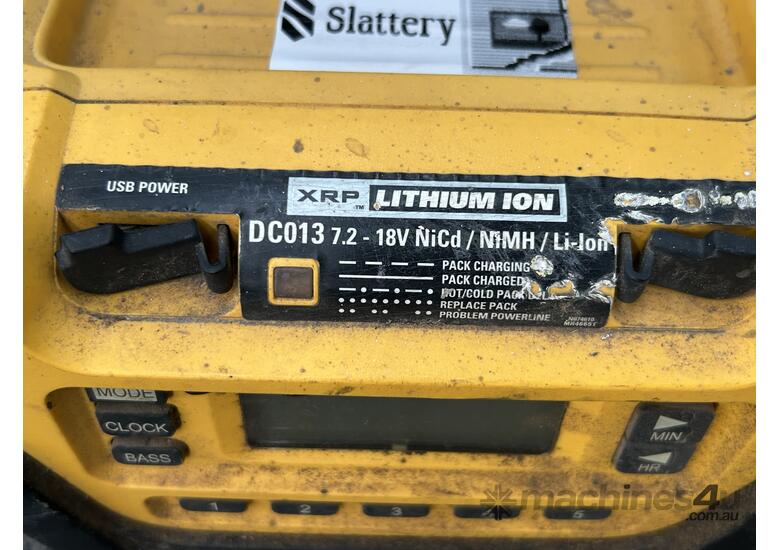 Slattery
USB POWER
XRP™ LITHIUM ION
DC013 7.2 - 18V NiCd / NiMH / Li-Ion
PACK CHARGING
PACK CHARGED
HOT/COLD PACK
REPLACE PACK
PROBLEM POWERLINE
MODE
CLOCK
BASS
MIN
HR
1 2 3 5
machines4u
.com.au